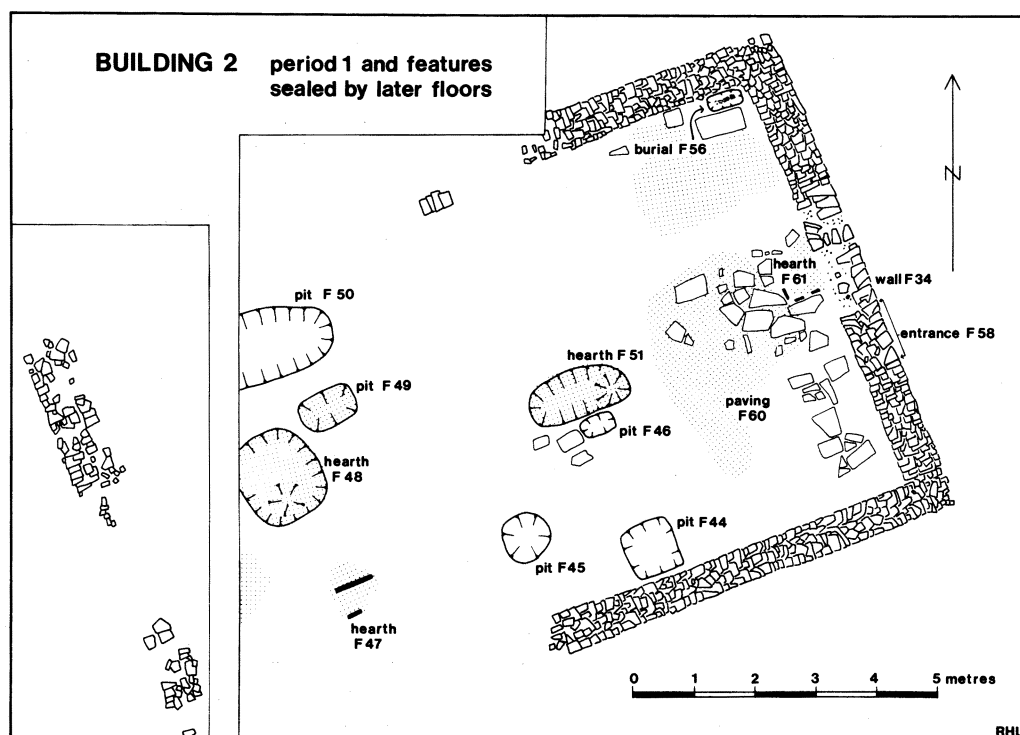 BUILDING 2 period 1 and features
sealed by later floors
burial F56
N
hearth
F61
wall F34
entrance F58
pit F50
hearth F51
pit F49
paving
F60
pit F46
hearth
F48
pit F44
pit F45
hearth
F47
0 1 2 3 4 5 metres
RHL